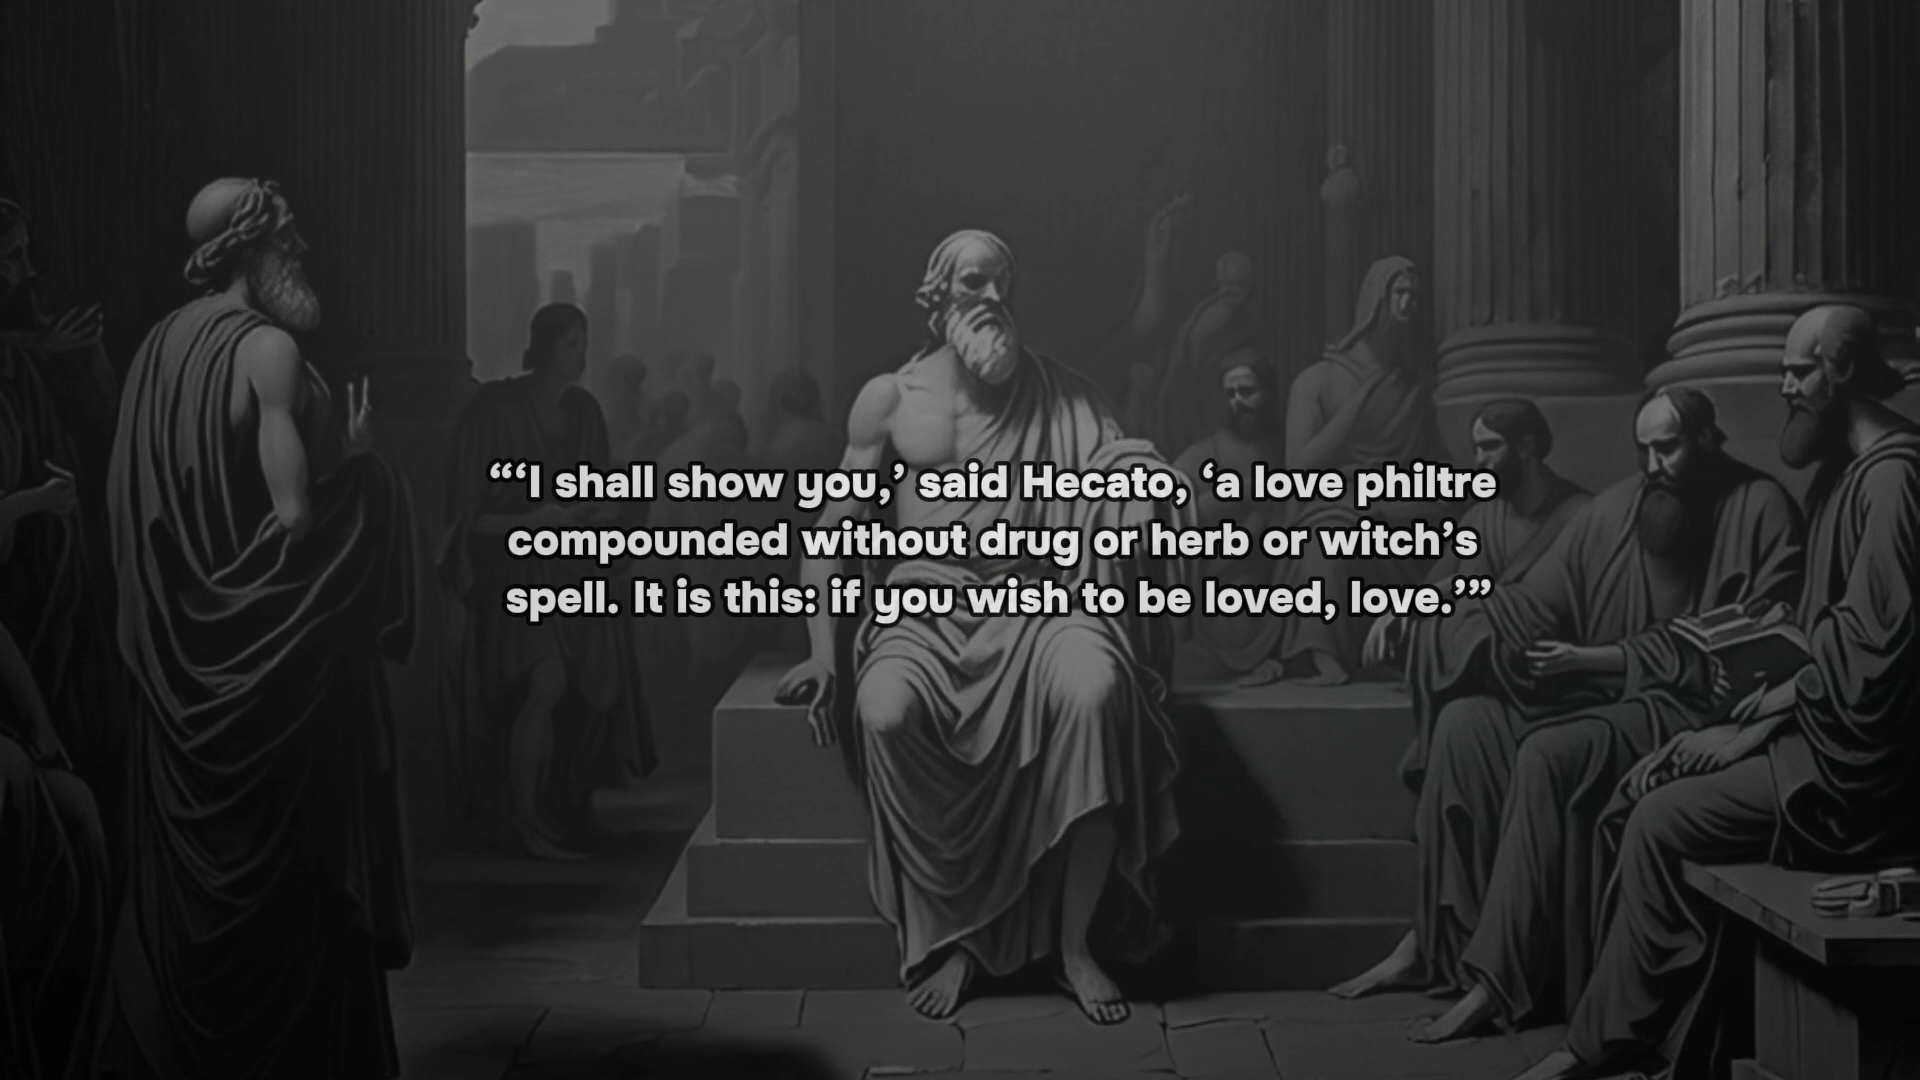 “‘I shall show you,’ said Hecato, ‘a love philtre
compounded without drug or herb or witch’s
spell. It is this: if you wish to be loved, love.’”